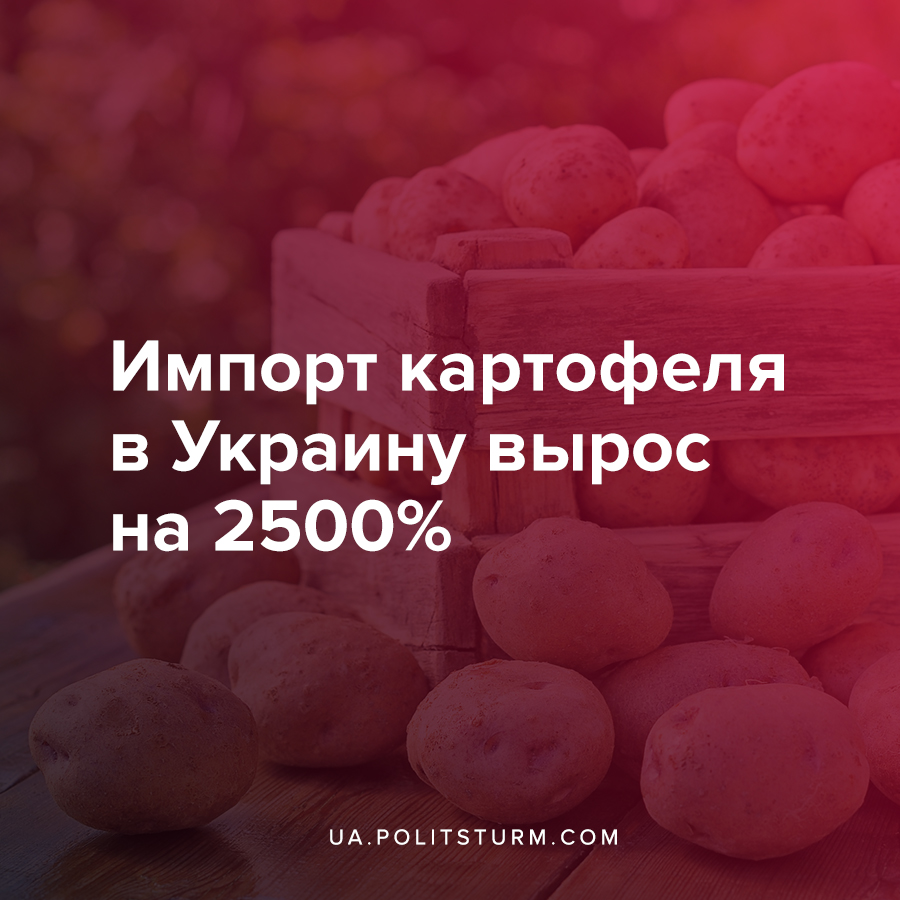 Импорт картофеля
в Украину вырос
на 2500%
UA.POLITSTURM.COM